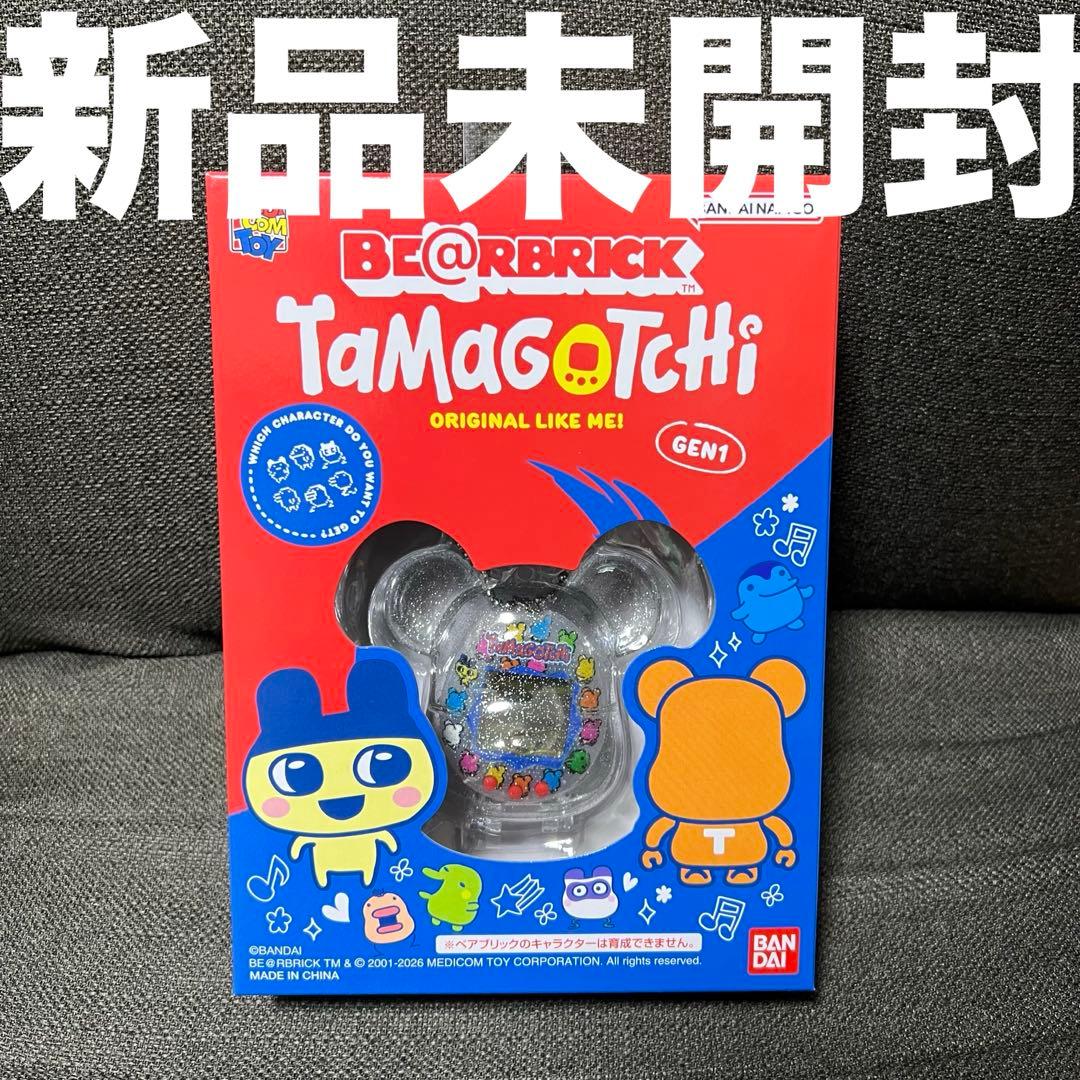 新品未開封
COM
TOY
BANDAI NAMCO
BE@RBRICK
TM
TaMaGOTCHi
ORIGINAL LIKE ME!
GEN1
WHICH CHARACTER DO YOU WANT TO GET?
TAMAGOTCHI
T
※ベアブリックのキャラクターは育成できません。
©BANDAI
BE@RBRICK TM & © 2001-2026 MEDICOM TOY CORPORATION. All rights reserved.
MADE IN CHINA
BAN
DAI